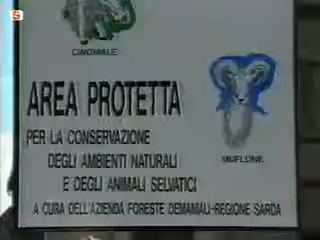 S
CINGHIALE
MUFLONE
AREA PROTETTA
PER LA CONSERVAZIONE
DEGLI AMBIENTI NATURALI
E DEGLI ANIMALI SELVATICI
A CURA DELL'AZIENDA FORESTE DEMANIALI-REGIONE SARDA